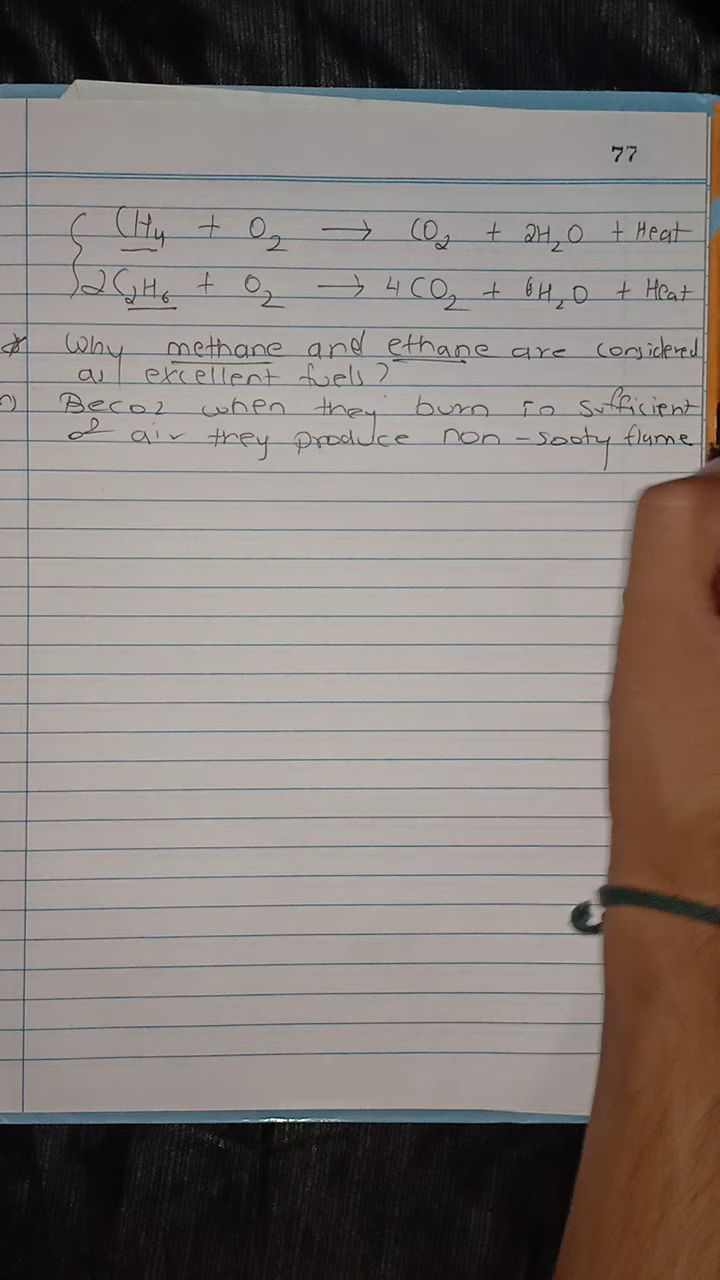 77
CH₄ + O₂ → CO₂ + 2H₂O + Heat
2C₂H₆ + O₂ → 4CO₂ + 6H₂O + Heat
* Why methane and ethane are considered
as excellent fuels?
Becoz when they burn in sufficient
of air they produce non-sooty flame